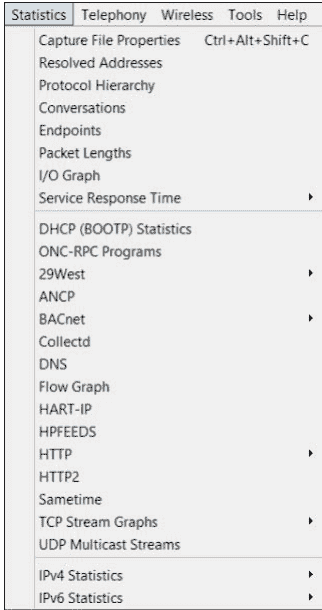 Statistics Telephony Wireless Tools Help
Capture File Properties Ctrl+Alt+Shift+C
Resolved Addresses
Protocol Hierarchy
Conversations
Endpoints
Packet Lengths
I/O Graph
Service Response Time
DHCP (BOOTP) Statistics
ONC-RPC Programs
29West
ANCP
BACnet
Collectd
DNS
Flow Graph
HART-IP
HPFEEDS
HTTP
HTTP2
Sametime
TCP Stream Graphs
UDP Multicast Streams
IPv4 Statistics
IPv6 Statistics